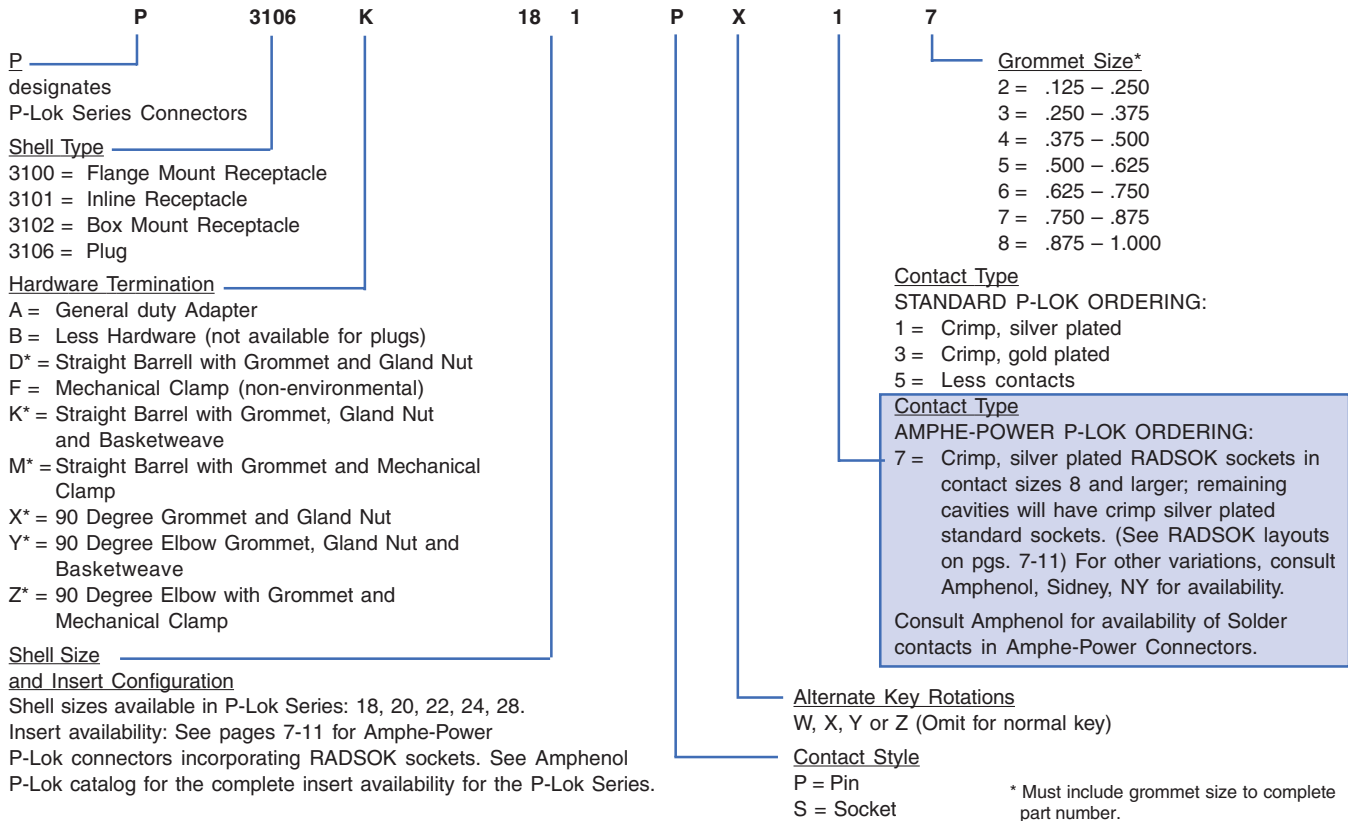 P 3106 K 18 1 P X 1 7
P
designates
P-Lok Series Connectors
Shell Type
3100 = Flange Mount Receptacle
3101 = Inline Receptacle
3102 = Box Mount Receptacle
3106 = Plug
Hardware Termination
A = General duty Adapter
B = Less Hardware (not available for plugs)
D* = Straight Barrell with Grommet and Gland Nut
F = Mechanical Clamp (non-environmental)
K* = Straight Barrel with Grommet, Gland Nut
and Basketweave
M* = Straight Barrel with Grommet and Mechanical
Clamp
X* = 90 Degree Grommet and Gland Nut
Y* = 90 Degree Elbow Grommet, Gland Nut and
Basketweave
Z* = 90 Degree Elbow with Grommet and
Mechanical Clamp
Shell Size
and Insert Configuration
Shell sizes available in P-Lok Series: 18, 20, 22, 24, 28.
Insert availability: See pages 7-11 for Amphe-Power
P-Lok connectors incorporating RADSOK sockets. See Amphenol
P-Lok catalog for the complete insert availability for the P-Lok Series.
Grommet Size*
2 = .125 – .250
3 = .250 – .375
4 = .375 – .500
5 = .500 – .625
6 = .625 – .750
7 = .750 – .875
8 = .875 – 1.000
Contact Type
STANDARD P-LOK ORDERING:
1 = Crimp, silver plated
3 = Crimp, gold plated
5 = Less contacts
Contact Type
AMPHE-POWER P-LOK ORDERING:
7 = Crimp, silver plated RADSOK sockets in
contact sizes 8 and larger; remaining
cavities will have crimp silver plated
standard sockets. (See RADSOK layouts
on pgs. 7-11) For other variations, consult
Amphenol, Sidney, NY for availability.
Consult Amphenol for availability of Solder
contacts in Amphe-Power Connectors.
Alternate Key Rotations
W, X, Y or Z (Omit for normal key)
Contact Style
P = Pin
S = Socket
* Must include grommet size to complete
part number.